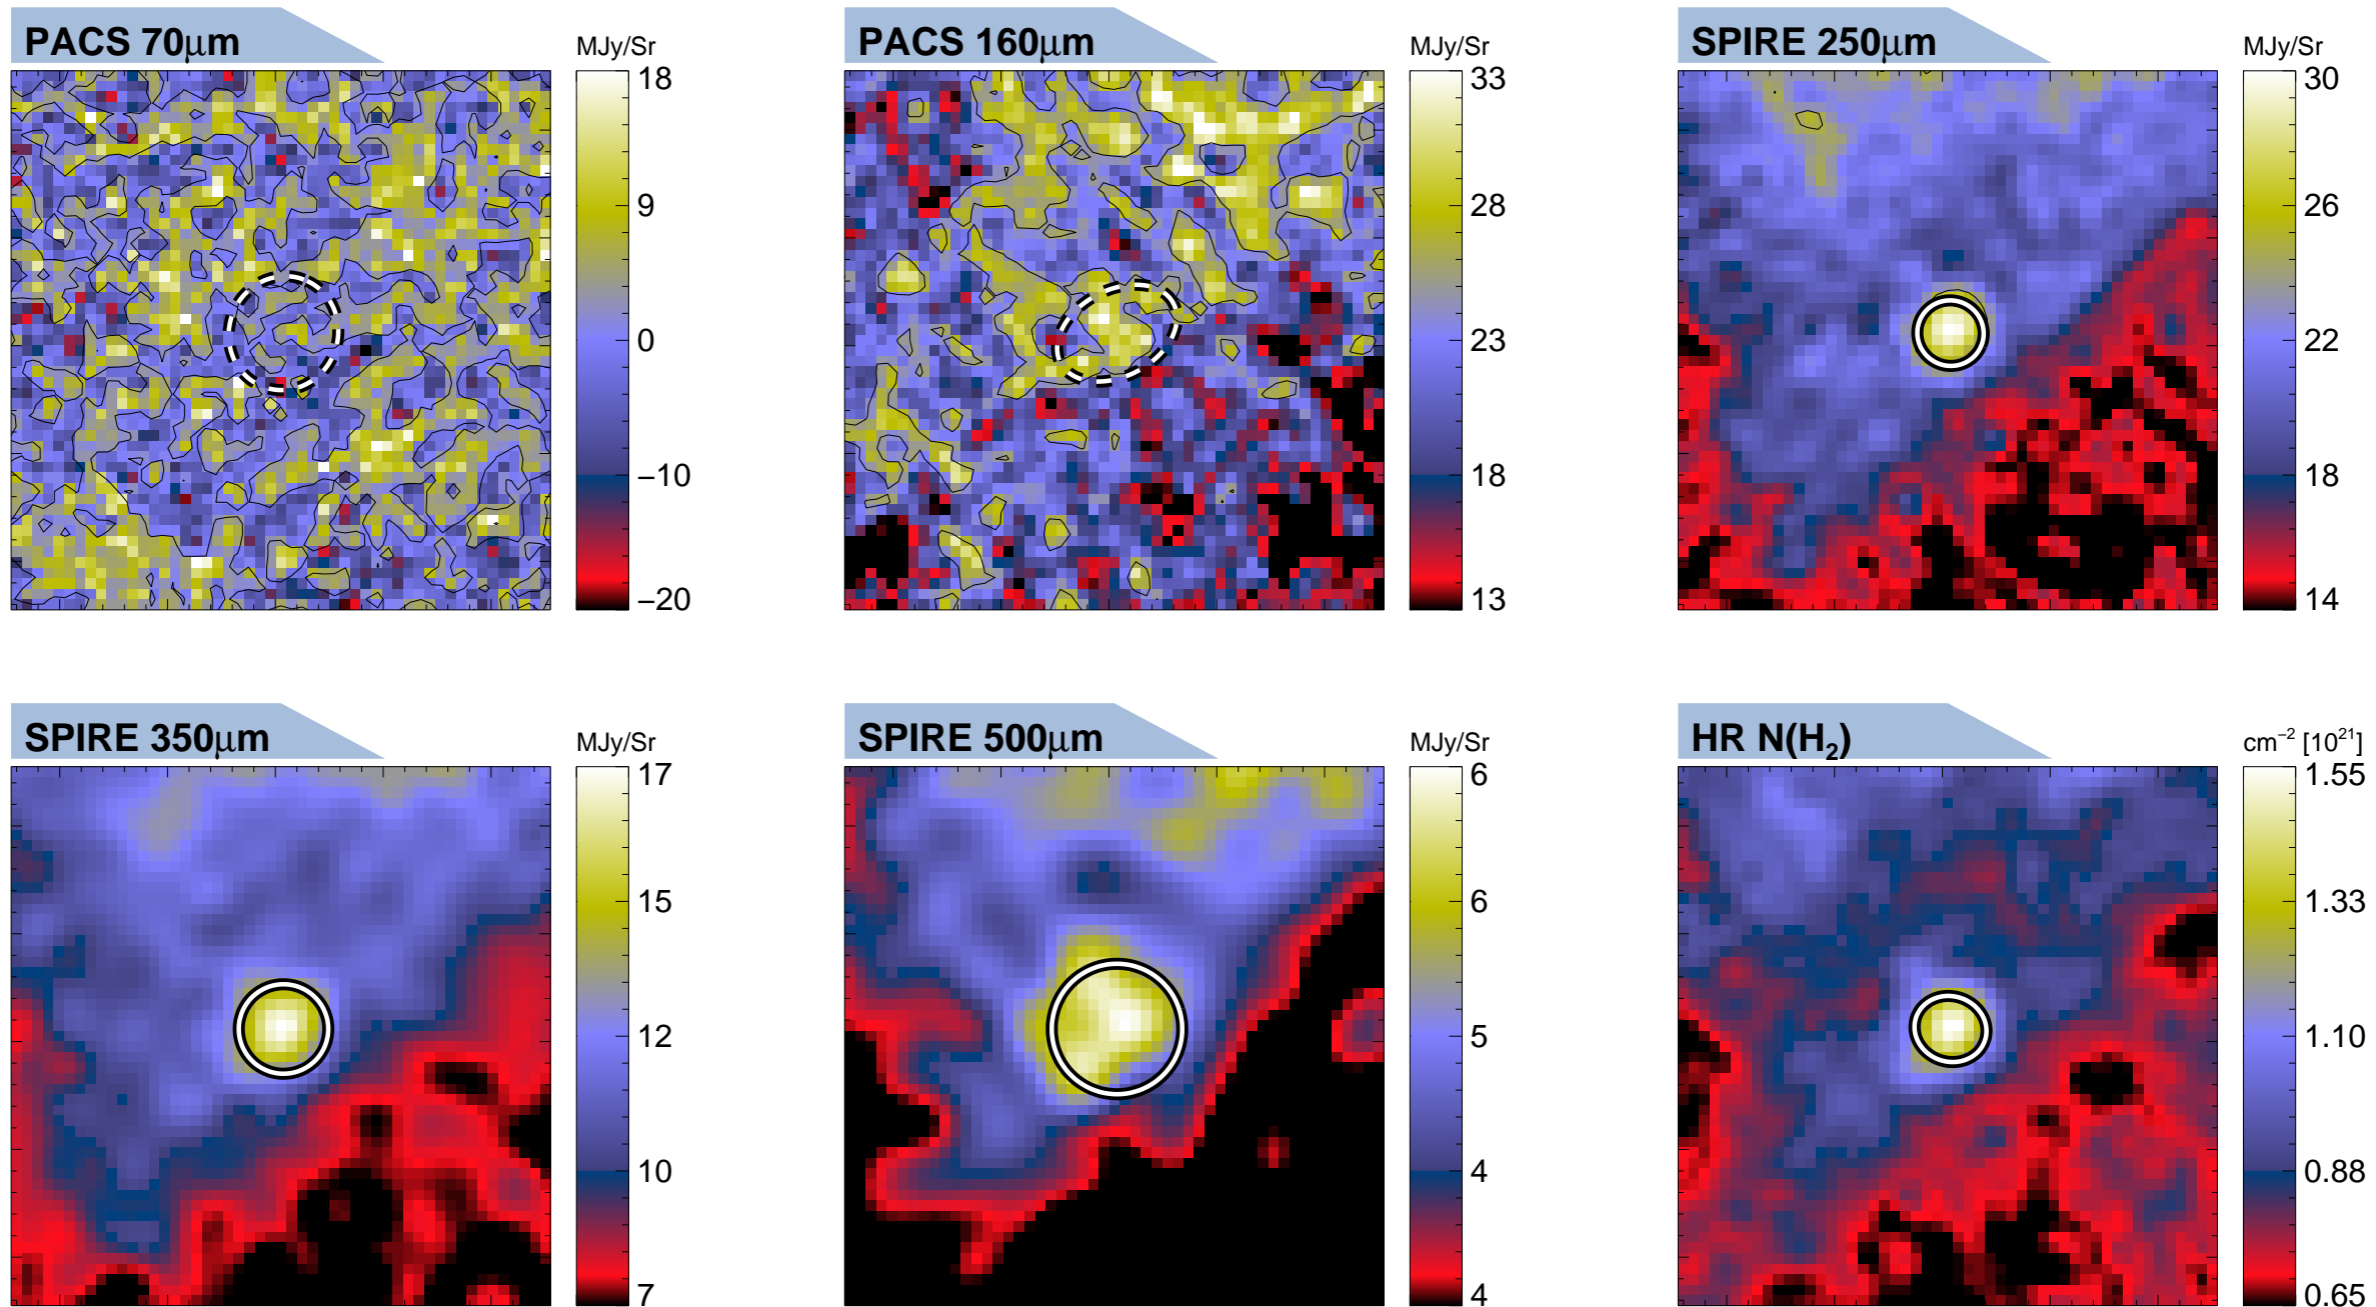 PACS 70μm
MJy/Sr
18
9
0
−10
−20
PACS 160μm
MJy/Sr
33
28
23
18
13
SPIRE 250μm
MJy/Sr
30
26
22
18
14
SPIRE 350μm
MJy/Sr
17
15
12
10
7
SPIRE 500μm
MJy/Sr
6
6
5
4
4
HR N(H₂)
cm⁻² [10²¹]
1.55
1.33
1.10
0.88
0.65